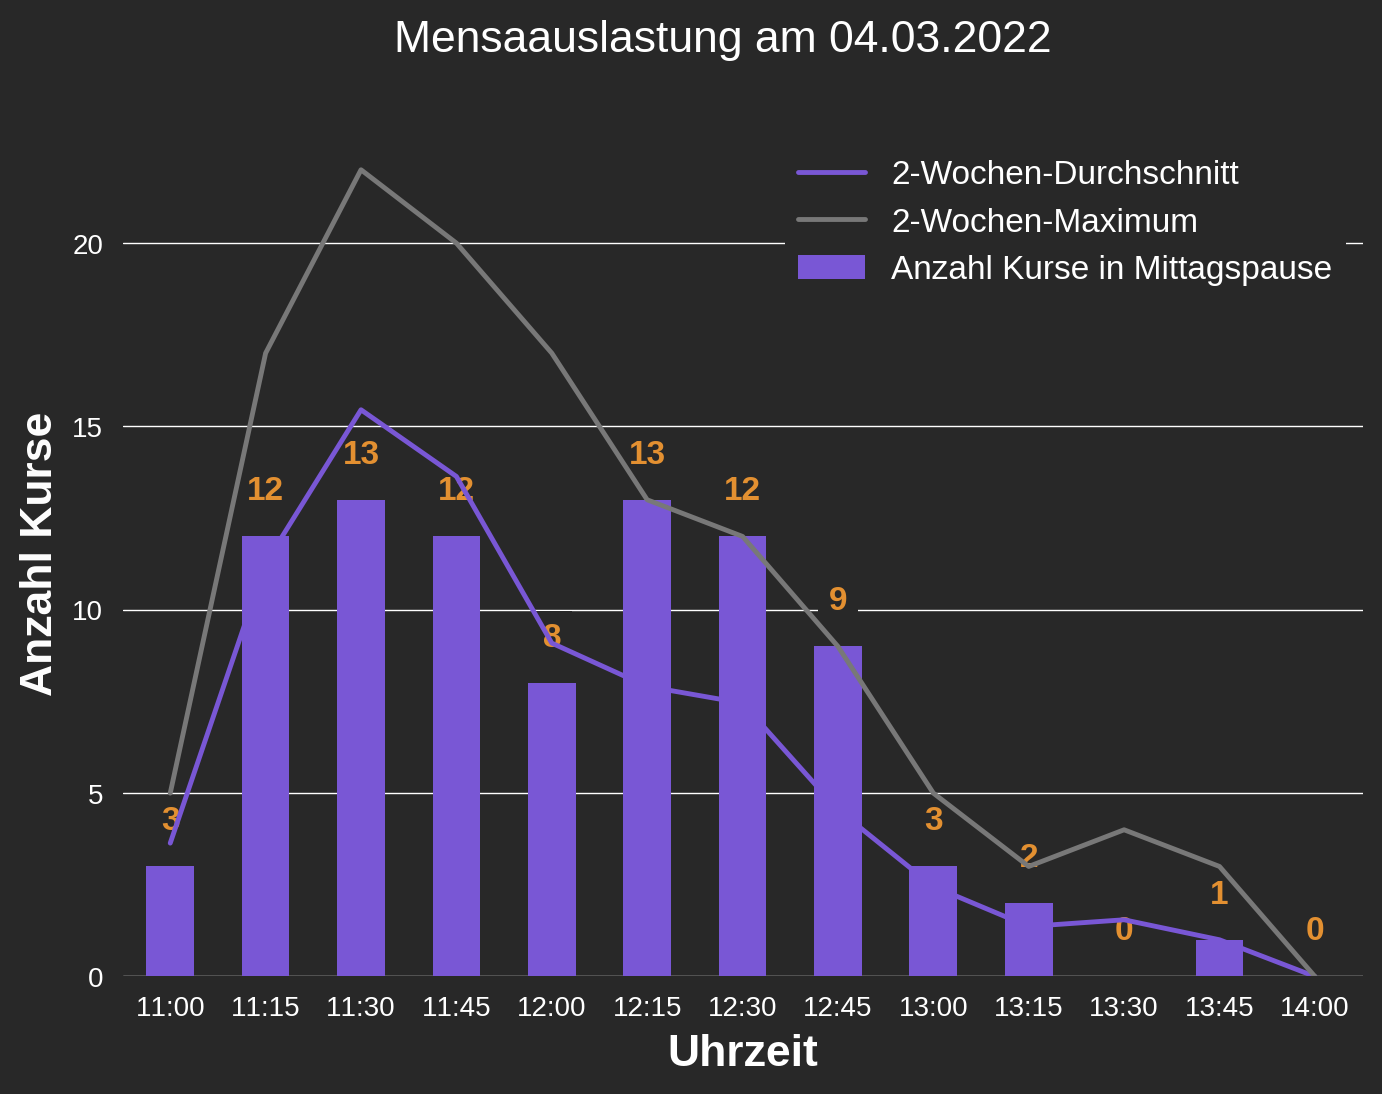 Mensaauslastung am 04.03.2022
2-Wochen-Durchschnitt
2-Wochen-Maximum
Anzahl Kurse in Mittagspause
Anzahl Kurse
20
15
10
5
0
3
12
13
12
8
13
12
9
3
2
0
1
0
11:00 11:15 11:30 11:45 12:00 12:15 12:30 12:45 13:00 13:15 13:30 13:45 14:00
Uhrzeit